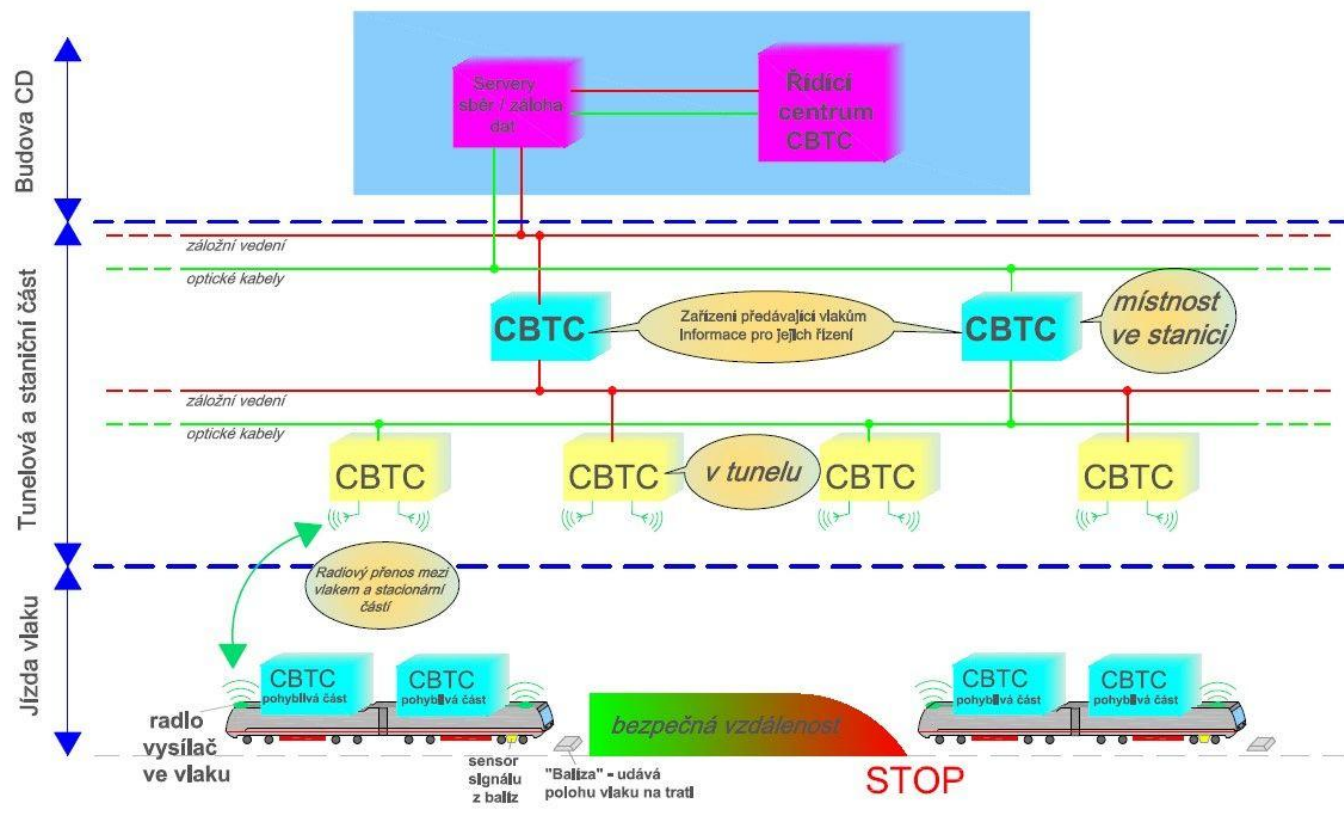 Budova CD
Servery
sběr / záloha
dat
Řídící
centrum
CBTC
Tunelová a staniční část
záložní vedení
optické kabely
CBTC
Zařízení předávající vlakům
Informace pro jejich řízení
CBTC
místnost
ve stanici
záložní vedení
optické kabely
CBTC
CBTC
v tunelu
CBTC
CBTC
Radiový přenos mezi
vlakem a stacionární
částí
Jízda vlaku
CBTC
pohyblivá část
CBTC
pohyblivá část
CBTC
pohyblivá část
CBTC
pohyblivá část
radio
vysílač
ve vlaku
bezpečná vzdálenost
sensor
signálu
z balíz
"Balíza" - udává
polohu vlaku na trati
STOP